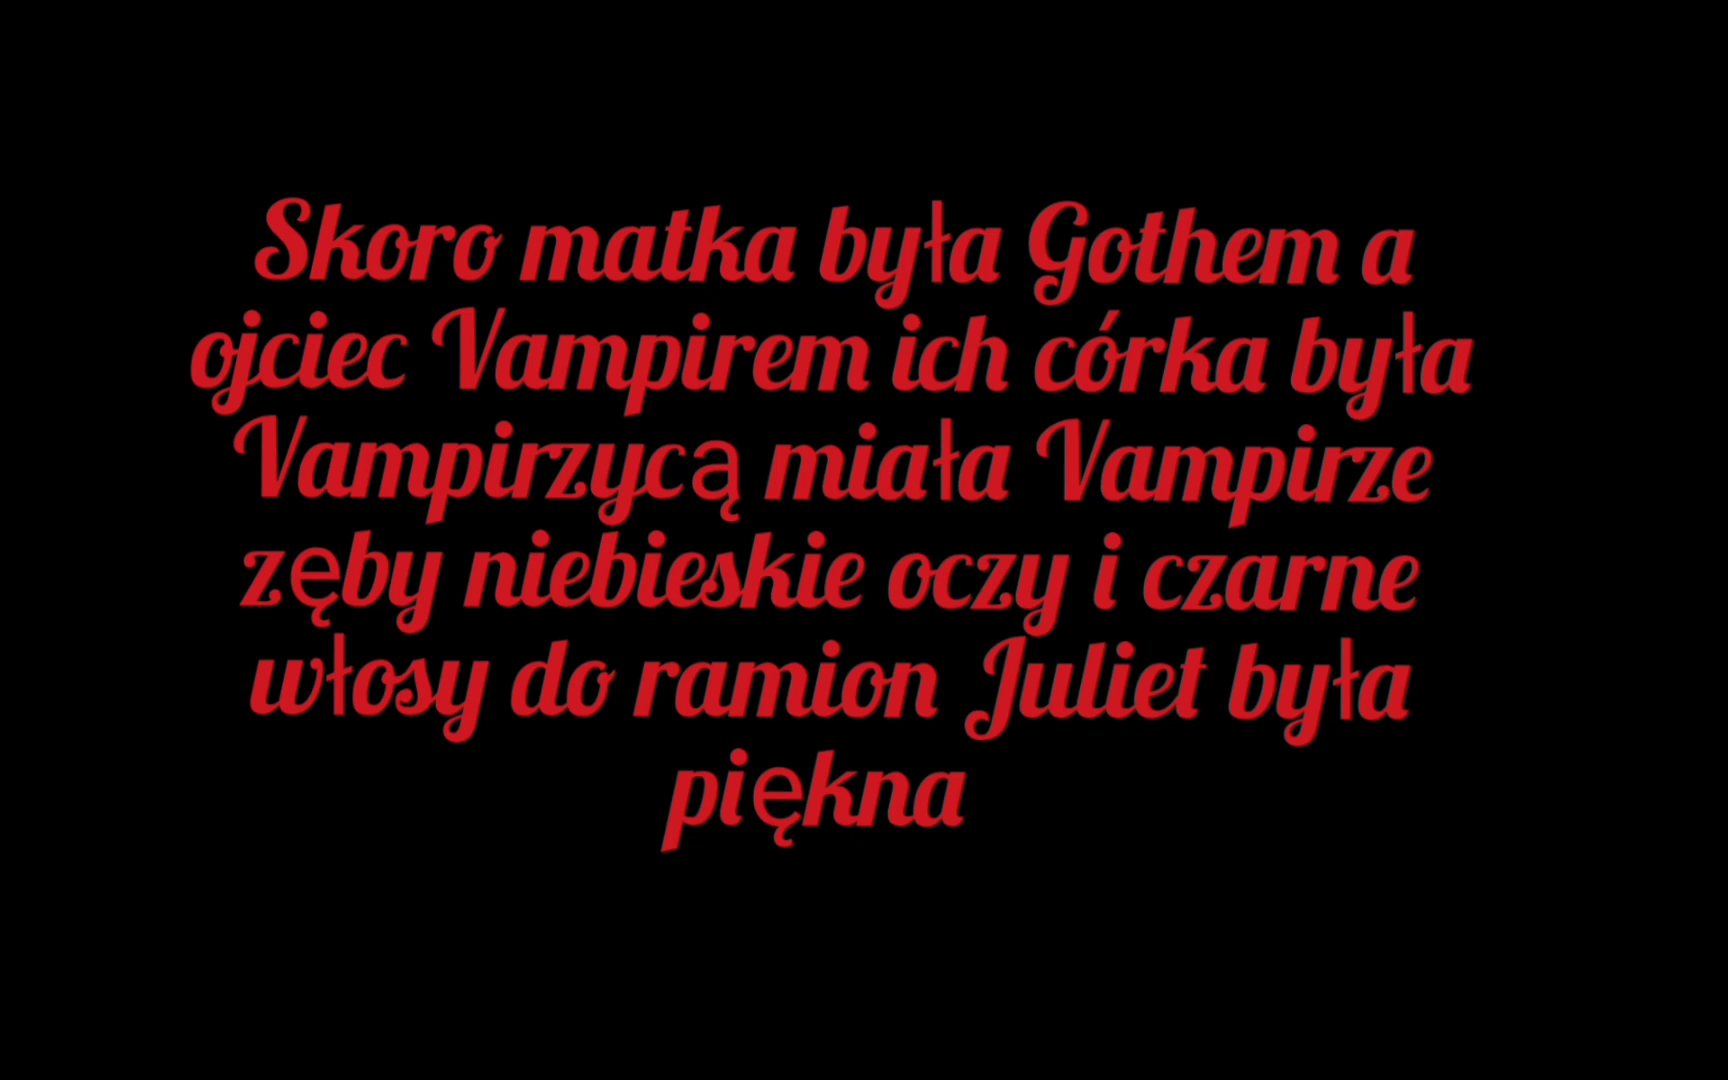 Skoro matka była Gothem a
ojciec Vampirem ich córka była
Vampirzycą miała Vampirze
zęby niebieskie oczy i czarne
włosy do ramion Juliet była
piękna